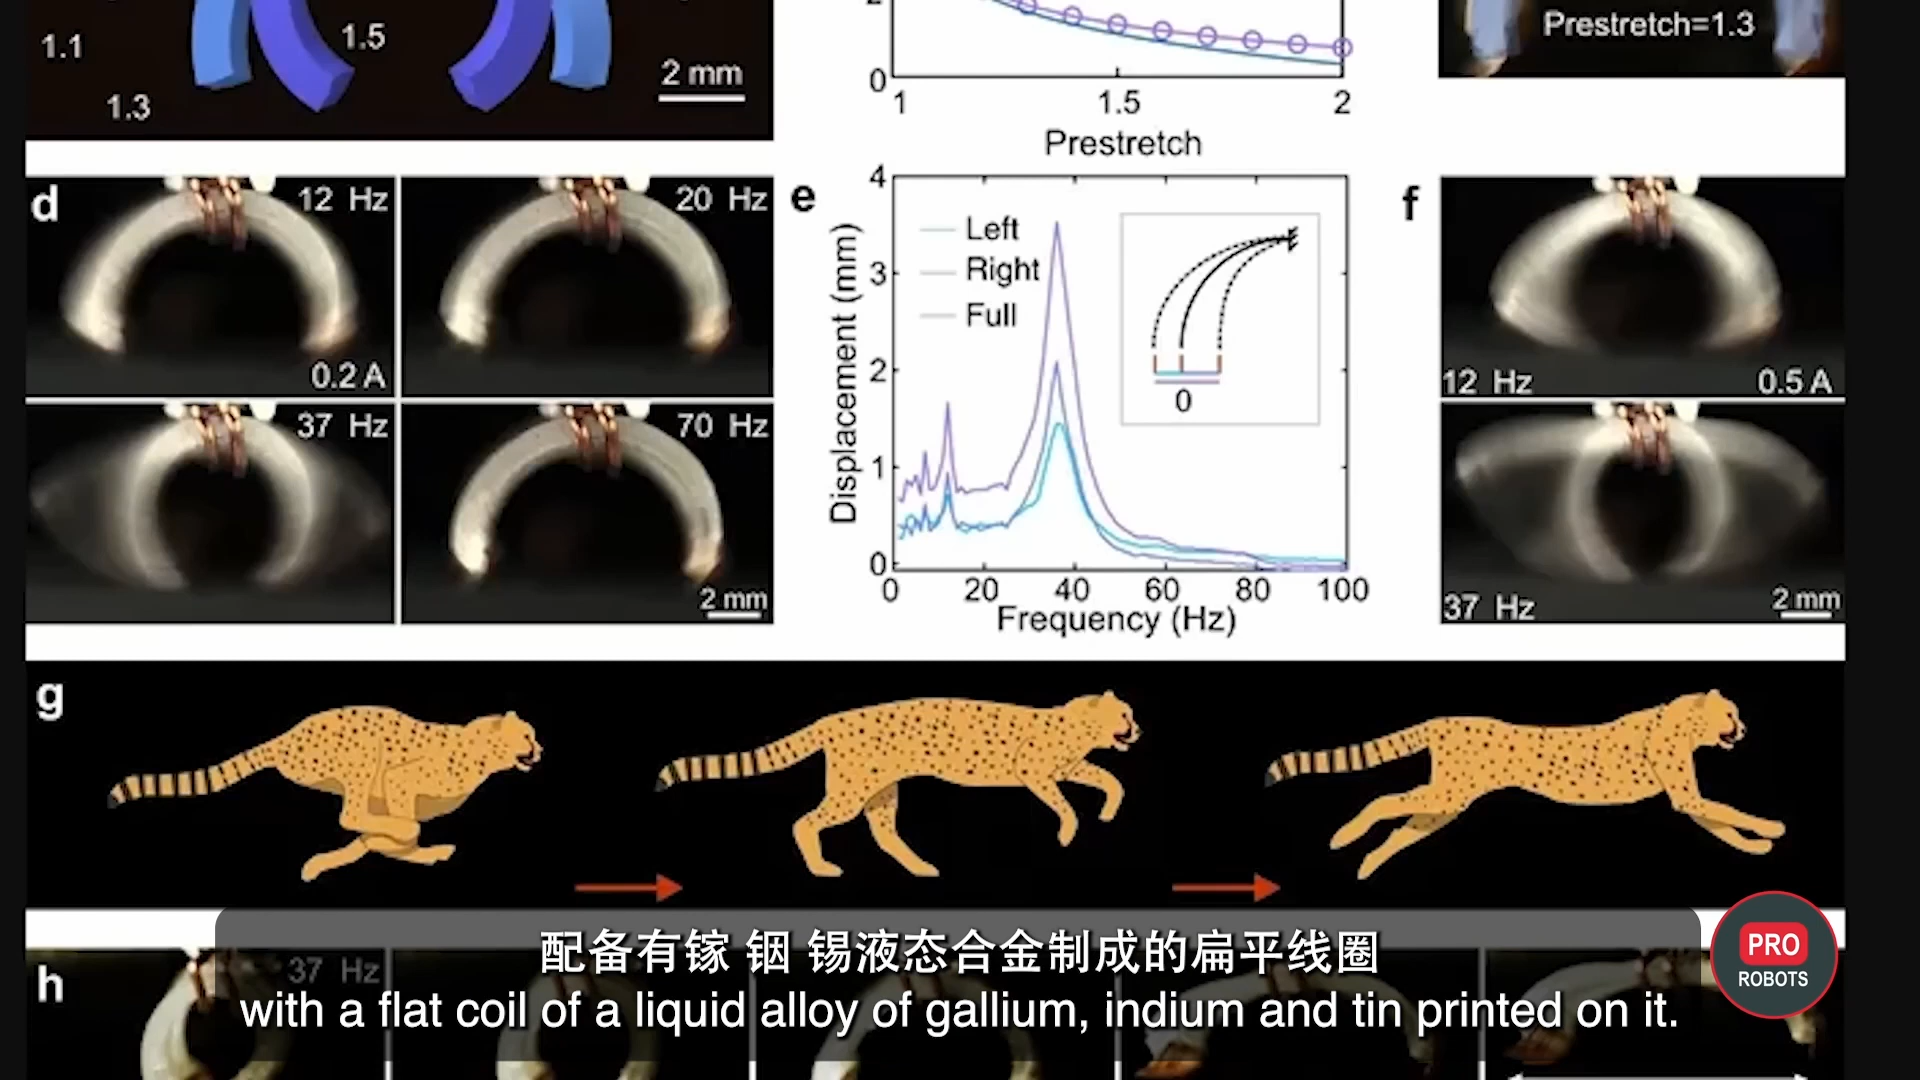 1.1
1.5
1.3
2 mm
2
0
1
1.5
2
Prestretch
Prestretch=1.3
d
12 Hz
0.2 A
20 Hz
37 Hz
70 Hz
2 mm
e
4
3
2
1
0
Displacement (mm)
Left
Right
Full
0
0
20
40
60
80
100
Frequency (Hz)
f
12 Hz
0.5 A
37 Hz
2 mm
g
h
37 Hz
配备有镓 铟 锡液态合金制成的扁平线圈
with a flat coil of a liquid alloy of gallium, indium and tin printed on it.
PRO
ROBOTS